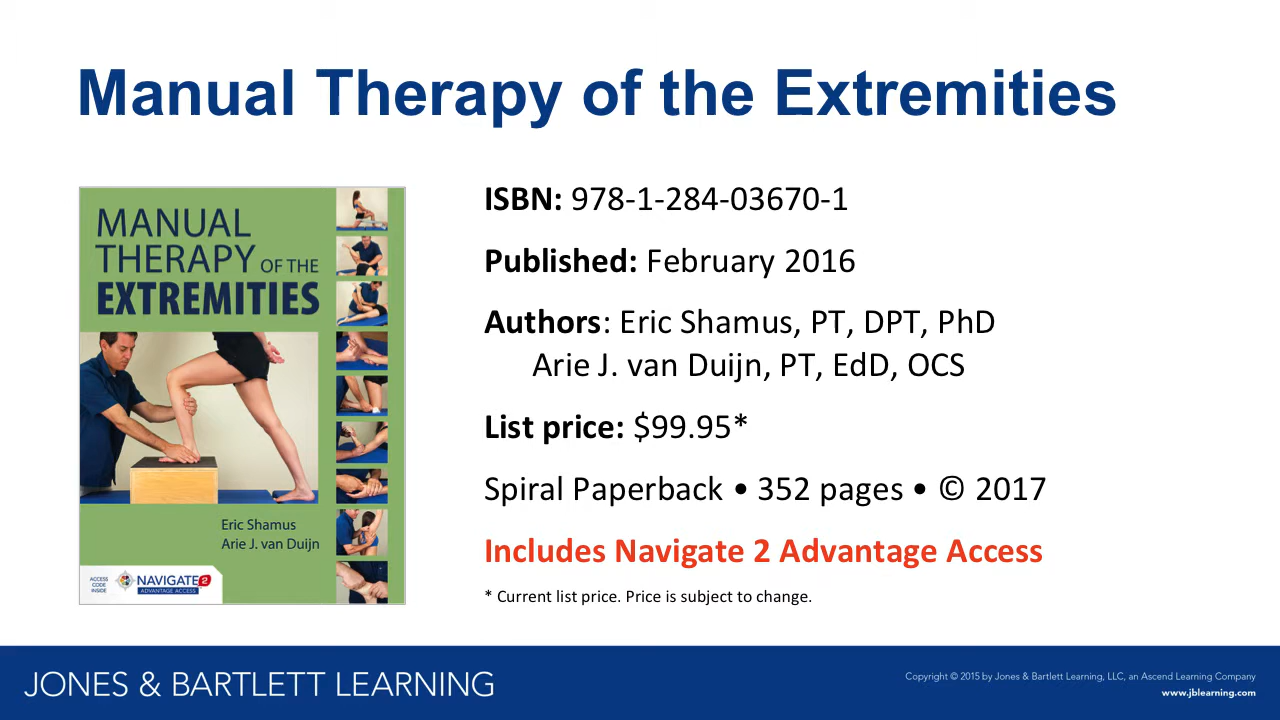 Manual Therapy of the Extremities
MANUAL
THERAPY OF THE
EXTREMITIES
Eric Shamus
Arie J. van Duijn
ACCESS
CODE
INSIDE
NAVIGATE 2
ADVANTAGE ACCESS
ISBN: 978-1-284-03670-1
Published: February 2016
Authors: Eric Shamus, PT, DPT, PhD
Arie J. van Duijn, PT, EdD, OCS
List price: $99.95*
Spiral Paperback • 352 pages • © 2017
Includes Navigate 2 Advantage Access
* Current list price. Price is subject to change.
JONES & BARTLETT LEARNING
Copyright © 2015 by Jones & Bartlett Learning, LLC, an Ascend Learning Company
www.jblearning.com